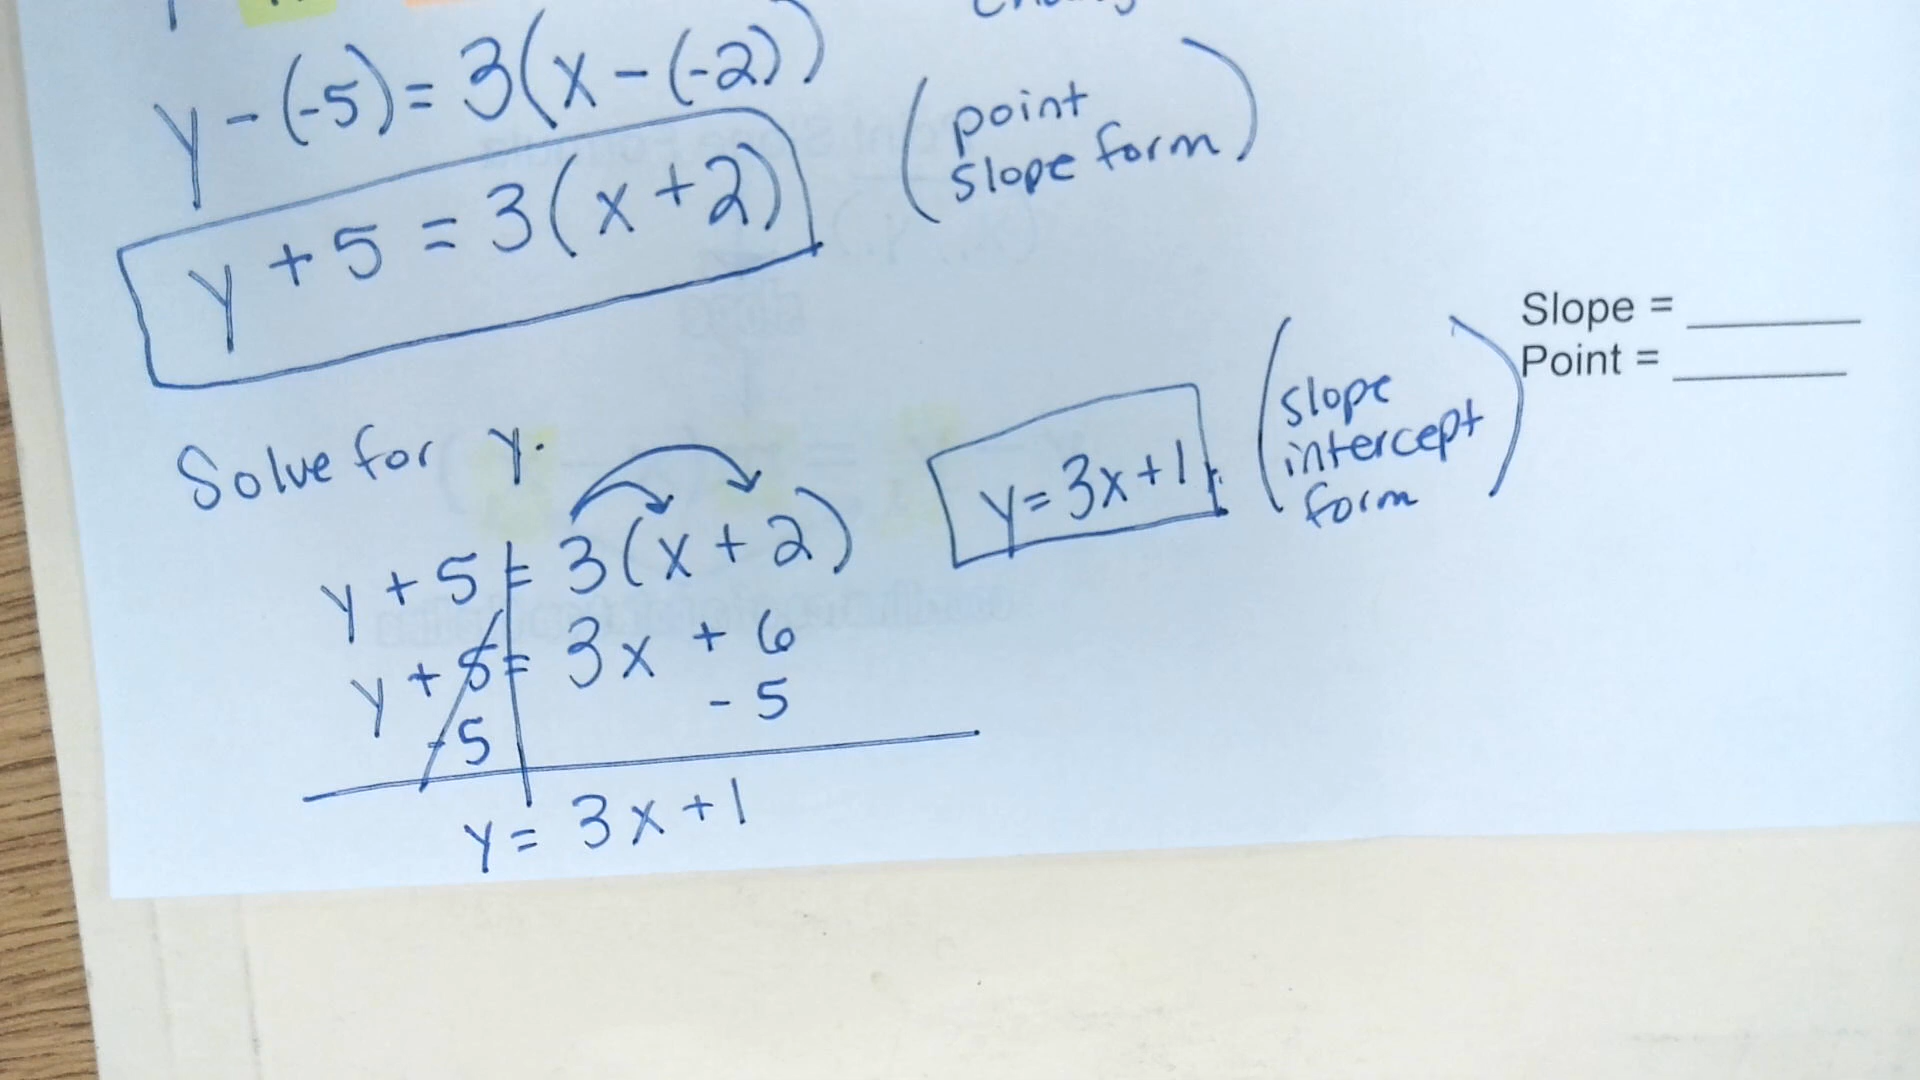 y - (-5) = 3(x - (-2))
(point
slope form)
y + 5 = 3(x + 2)
Slope = ______
Point = ______
Solve for y.
y + 5 = 3(x + 2)
y + 5 = 3x + 6
-5 - 5
y = 3x + 1
y = 3x + 1
(slope
intercept
form)